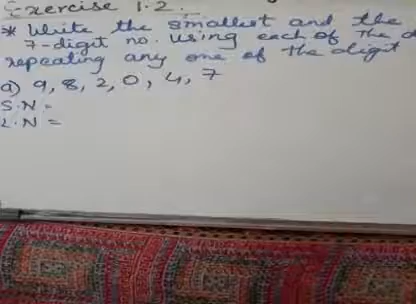 Exercise 1.2.
* Write the smallest and the
7-digit no. using each of the d
repeating any one of the digit
a) 9, 8, 2, 0, 4, 7
S.N =
L.N =